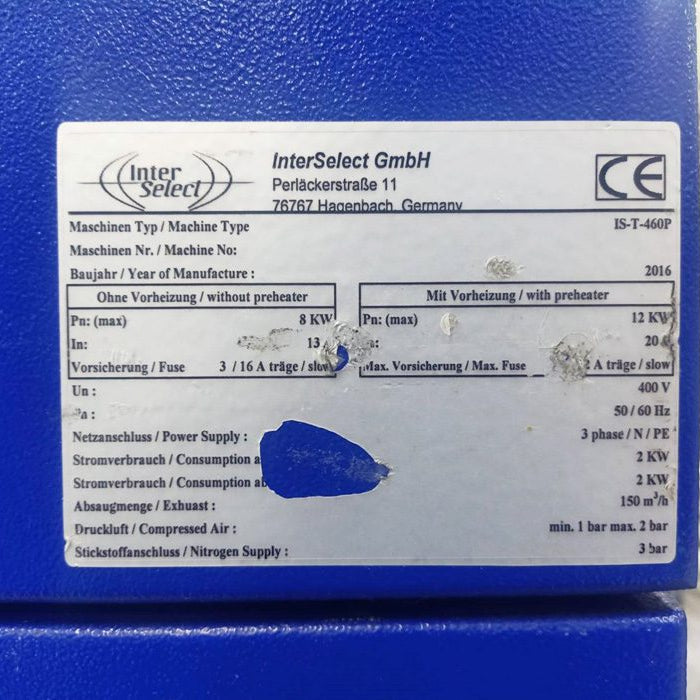 Inter
Select
InterSelect GmbH
Perläckerstraße 11
76767 Hagenbach, Germany
CE
Maschinen Typ / Machine Type IS-T-460P
Maschinen Nr. / Machine No:
Baujahr / Year of Manufacture : 2016
Ohne Vorheizung / without preheater Mit Vorheizung / with preheater
Pn: (max) 8 KW Pn: (max) 12 KW
In: 13 20
Vorsicherung / Fuse 3 / 16 A träge / slow Max. Vorsicherung / Max. Fuse A träge / slow
Un : 400 V
50 / 60 Hz
Netzanschluss / Power Supply : 3 phase / N / PE
Stromverbrauch / Consumption 2 KW
Stromverbrauch / Consumption 2 KW
Absaugmenge / Exhuast : 150 m³/h
Druckluft / Compressed Air : min. 1 bar max. 2 bar
Stickstoffanschluss / Nitrogen Supply : 3 bar